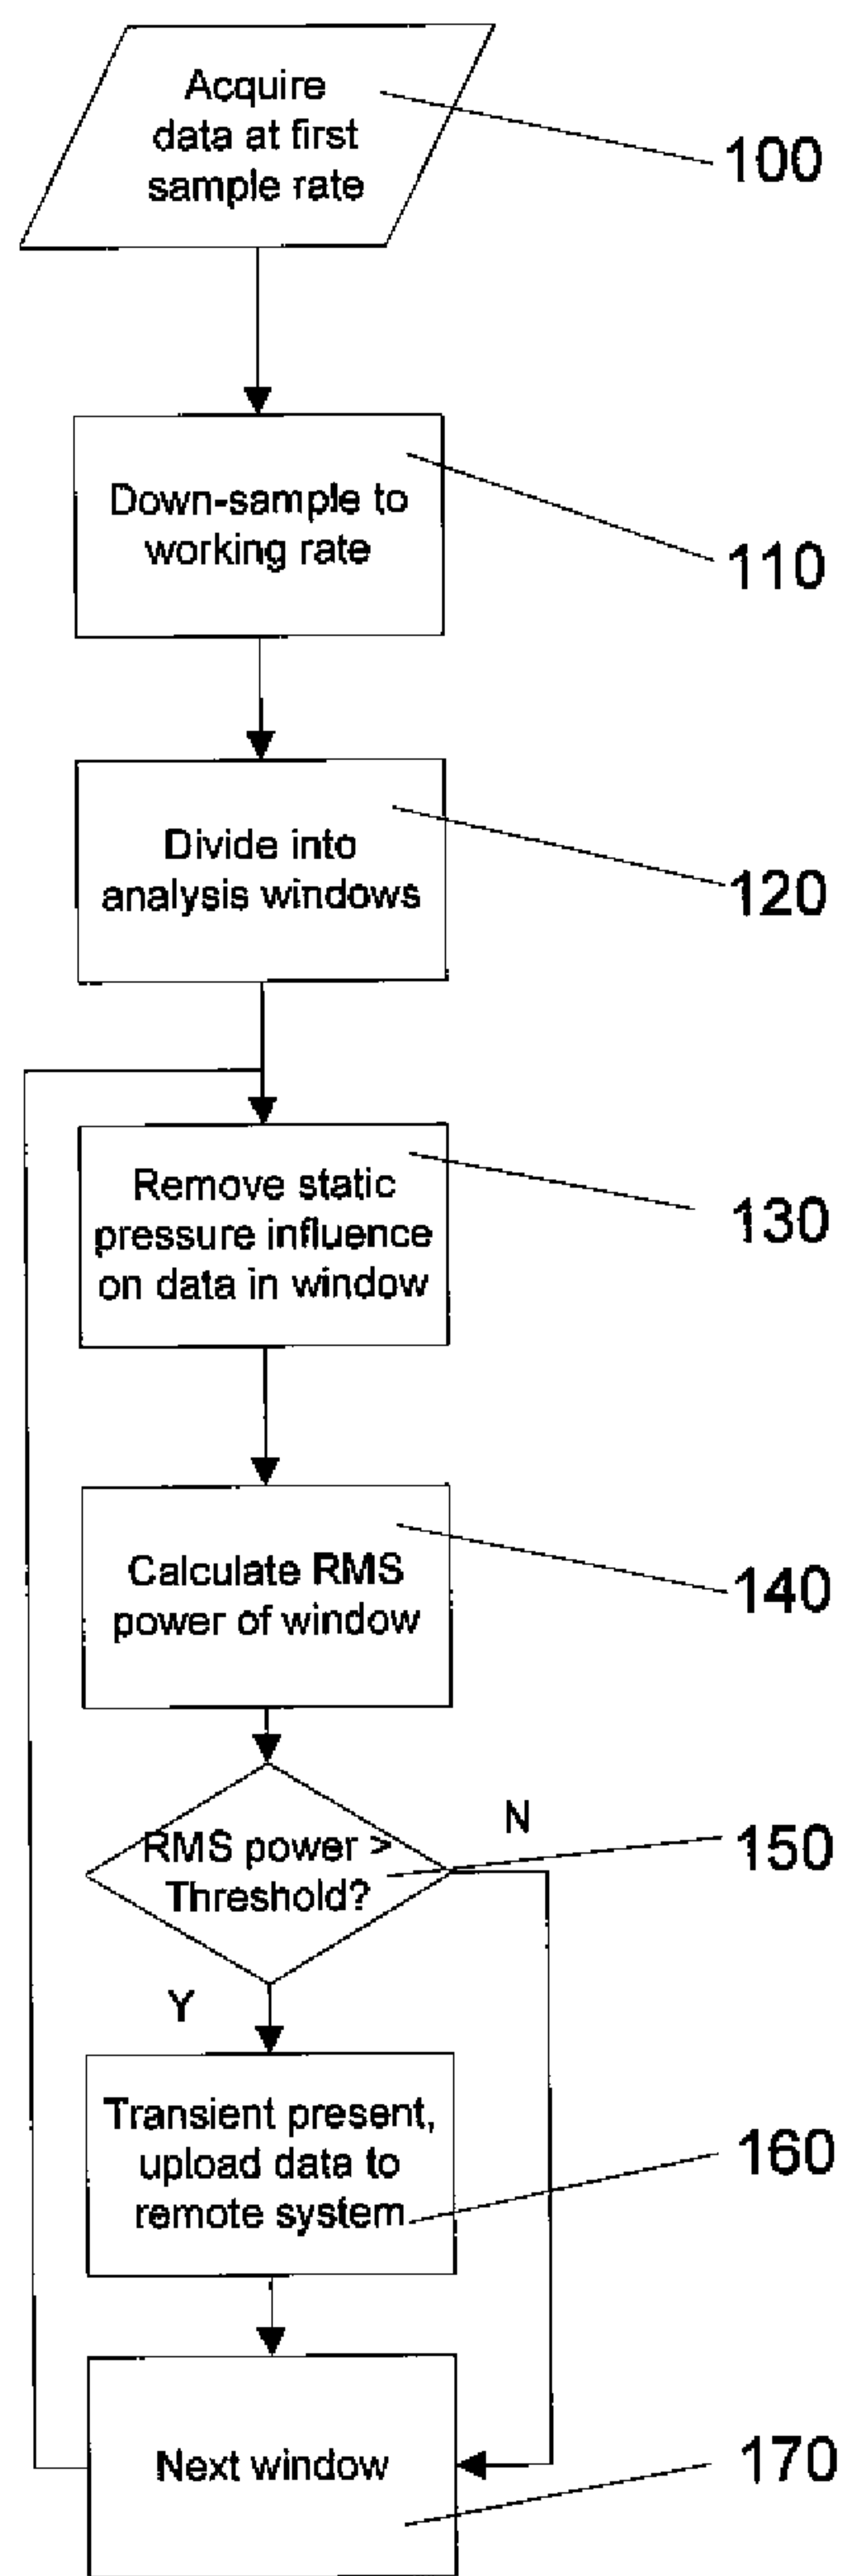 Acquire
data at first
sample rate
100
Down-sample to
working rate
110
Divide into
analysis windows
120
Remove static
pressure influence
on data in window
130
Calculate RMS
power of window
140
RMS power >
Threshold?
N
150
Y
Transient present,
upload data to
remote system
160
Next window
170